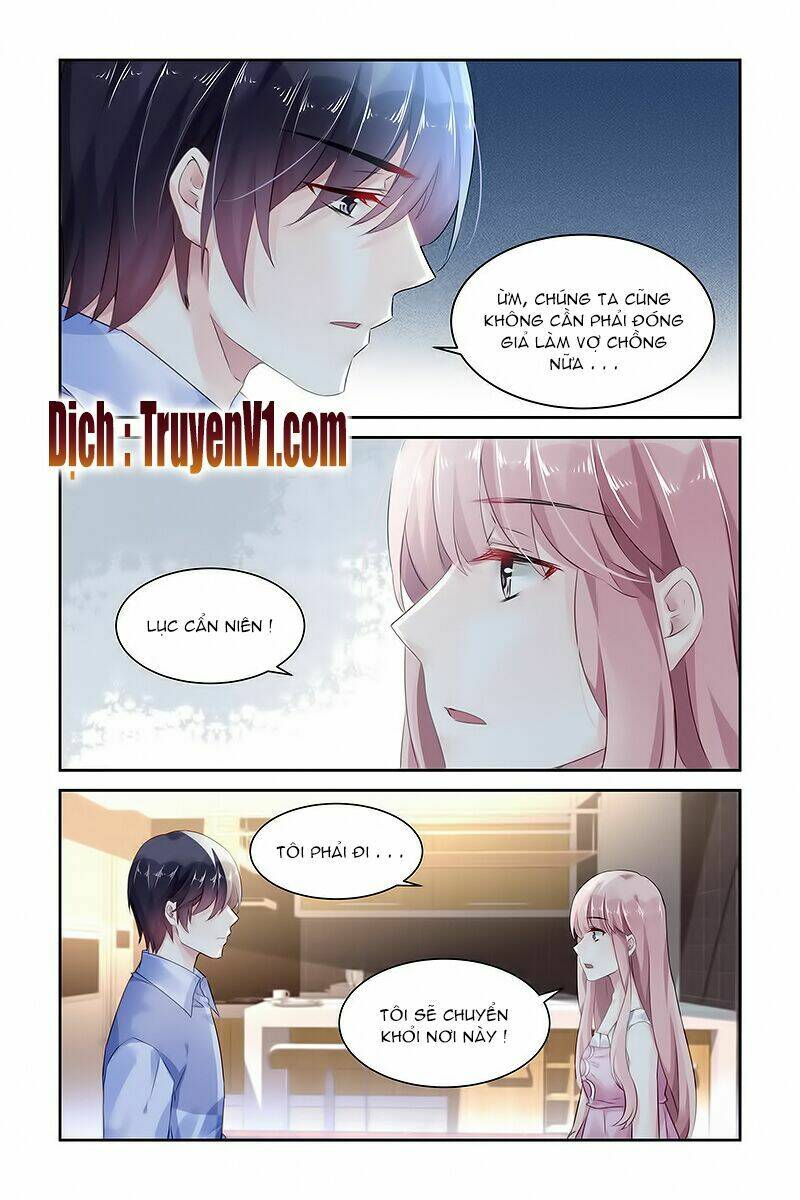 ỪM, CHÚNG TA CŨNG
KHÔNG CẦN PHẢI ĐÓNG
GIẢ LÀM VỢ CHỒNG
NỮA . . .
Dịch : TruyenV1.com
LỤC CẨN NIÊN !
TÔI PHẢI ĐI . . .
TÔI SẼ CHUYỂN
KHỎI NƠI NÀY !